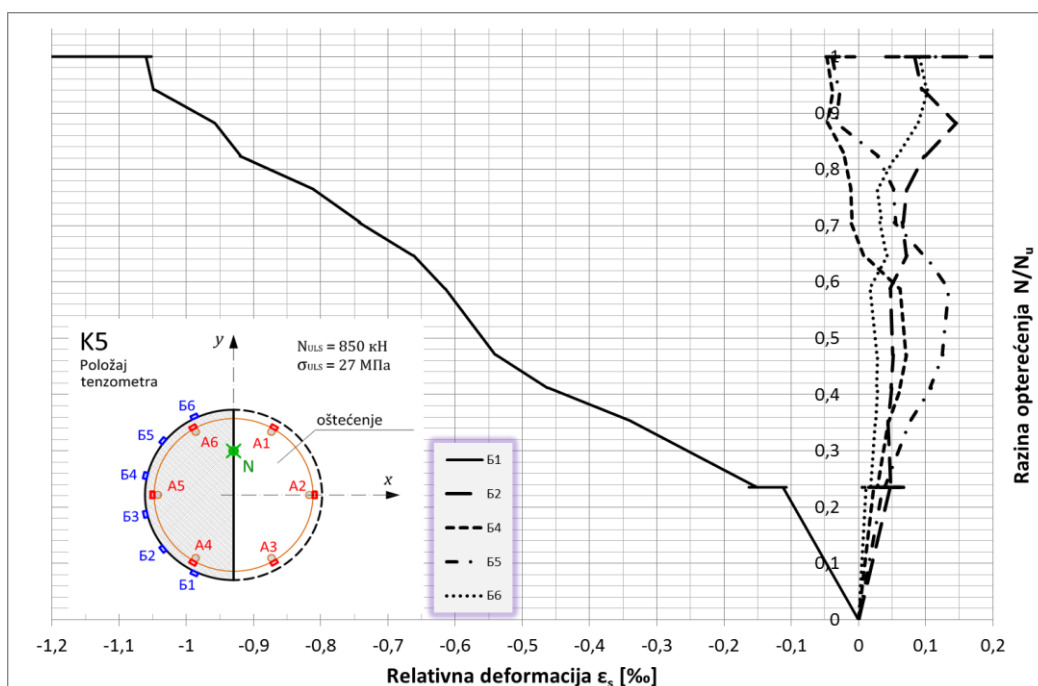 1
0,9
0,8
0,7
0,6
0,5
0,4
0,3
0,2
0,1
0
Razina opterećenja N/Nu
K5
Položaj
tenzometra
y
NULS = 850 кН
σULS = 27 МПа
oštećenje
x
N
A1
A2
A3
A4
A5
A6
Б6
Б5
Б4
Б3
Б2
Б1
Б1
Б2
Б4
Б5
Б6
-1,2 -1,1 -1 -0,9 -0,8 -0,7 -0,6 -0,5 -0,4 -0,3 -0,2 -0,1 0 0,1 0,2
Relativna deformacija εs [‰]